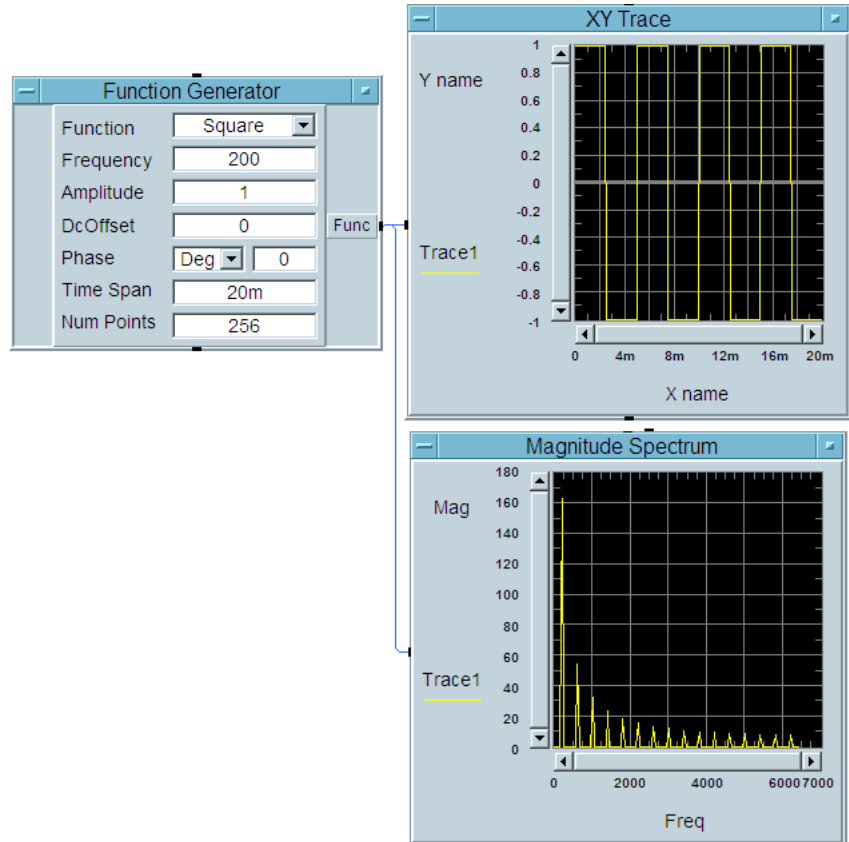 Function Generator
Function Square
Frequency 200
Amplitude 1
DcOffset 0
Phase Deg 0
Time Span 20m
Num Points 256
Func
XY Trace
Y name
Trace1
1
0.8
0.6
0.4
0.2
0
-0.2
-0.4
-0.6
-0.8
-1
0 4m 8m 12m 16m 20m
X name
Magnitude Spectrum
Mag
Trace1
180
160
140
120
100
80
60
40
20
0
0 2000 4000 6000 7000
Freq